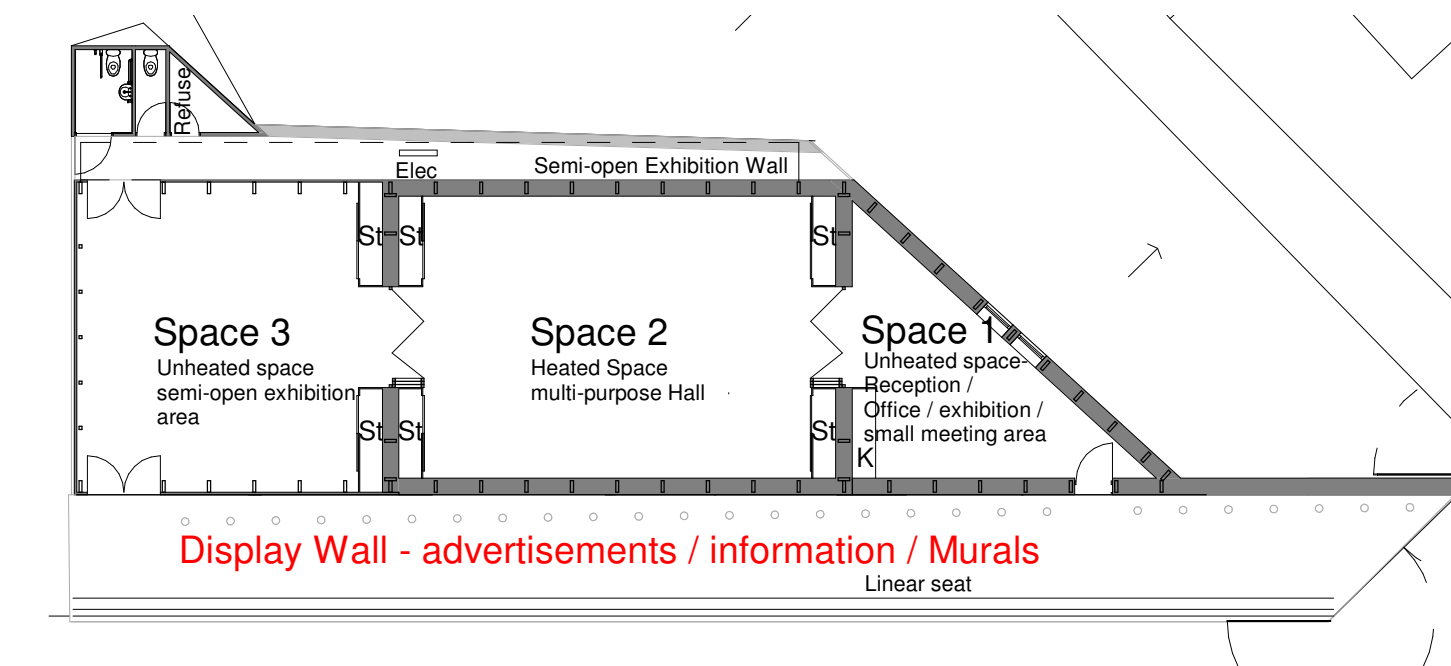 Refuse
Elec
Semi-open Exhibition Wall
St
St
St
Space 3
Unheated space
semi-open exhibition
area
Space 2
Heated Space
multi-purpose Hall
Space 1
Unheated space-
Reception /
Office / exhibition /
small meeting area
St
St
St
K
Display Wall - advertisements / information / Murals
Linear seat